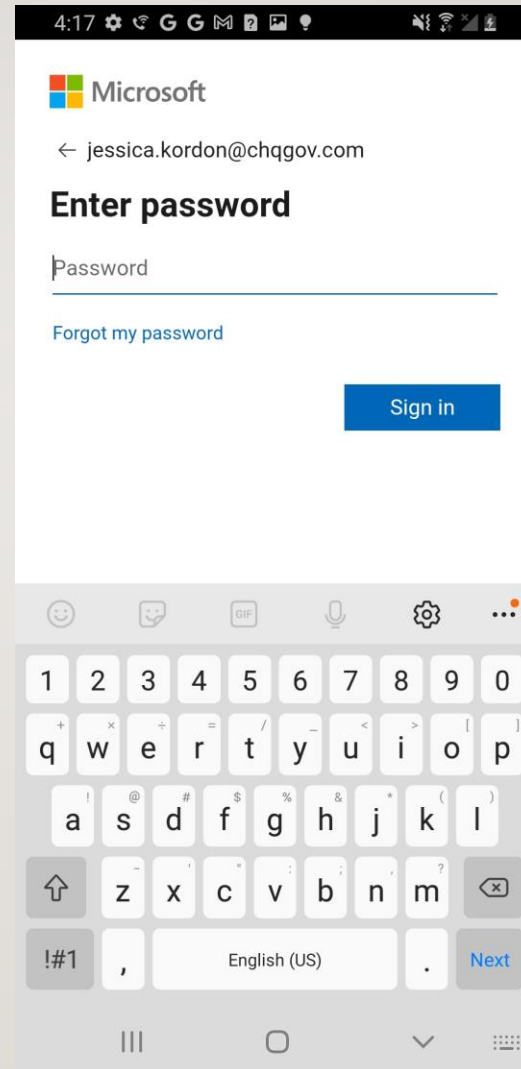 4:17 G G M
Microsoft
← jessica.kordon@chqgov.com
Enter password
Password
Forgot my password
Sign in
GIF
1 2 3 4 5 6 7 8 9 0
+ × ÷ = / _ < > [ ]
q w e r t y u i o p
! @ # $ % & * ( )
a s d f g h j k l
- ' " : ; , ?
z x c v b n m
!#1 , English (US) . Next